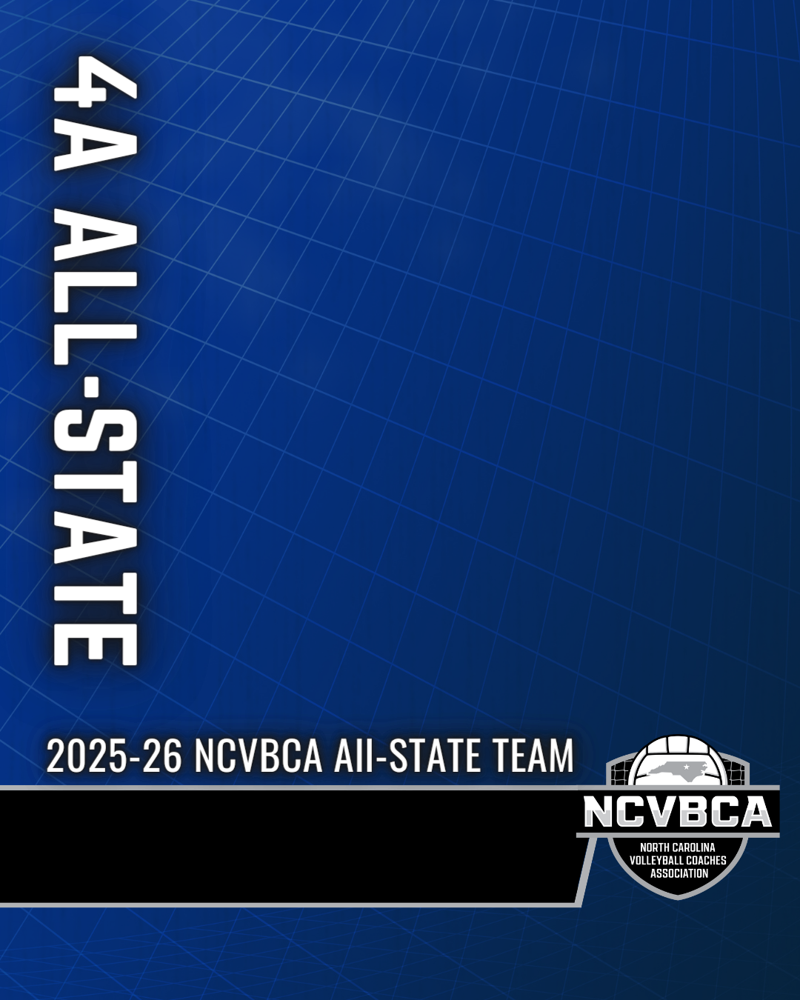 4A ALL-STATE
2025-26 NCVBCA All-STATE TEAM
NCVBCA
NORTH CAROLINA
VOLLEYBALL COACHES
ASSOCIATION